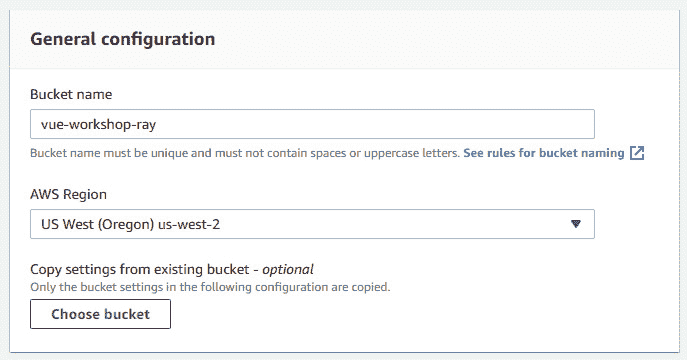 General configuration
Bucket name
vue-workshop-ray
Bucket name must be unique and must not contain spaces or uppercase letters. See rules for bucket naming
AWS Region
US West (Oregon) us-west-2
Copy settings from existing bucket - optional
Only the bucket settings in the following configuration are copied.
Choose bucket